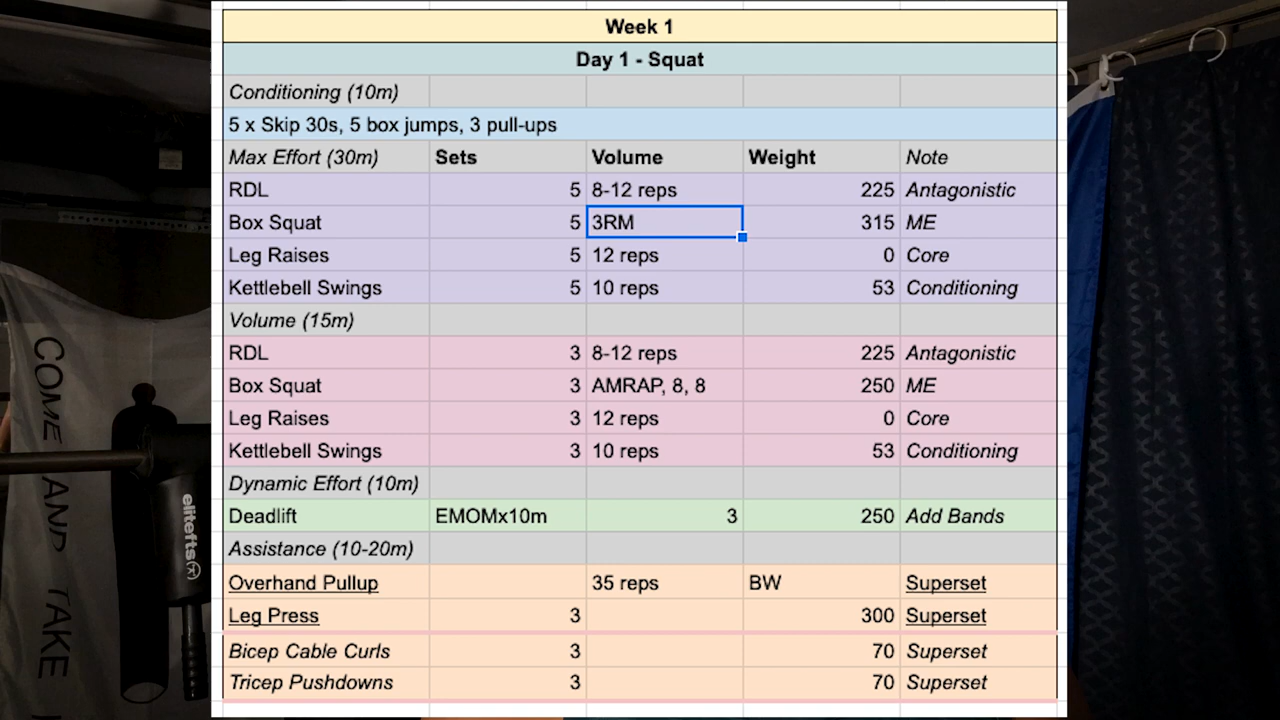 Week 1
Day 1 - Squat
Conditioning (10m)
5 x Skip 30s, 5 box jumps, 3 pull-ups
Max Effort (30m) Sets Volume Weight Note
RDL 5 8-12 reps 225 Antagonistic
Box Squat 5 3RM 315 ME
Leg Raises 5 12 reps 0 Core
Kettlebell Swings 5 10 reps 53 Conditioning
Volume (15m)
RDL 3 8-12 reps 225 Antagonistic
Box Squat 3 AMRAP, 8, 8 250 ME
Leg Raises 3 12 reps 0 Core
Kettlebell Swings 3 10 reps 53 Conditioning
Dynamic Effort (10m)
Deadlift EMOMx10m 3 250 Add Bands
Assistance (10-20m)
Overhand Pullup 35 reps BW Superset
Leg Press 3 300 Superset
Bicep Cable Curls 3 70 Superset
Tricep Pushdowns 3 70 Superset
COME AND TAKE
elitefts